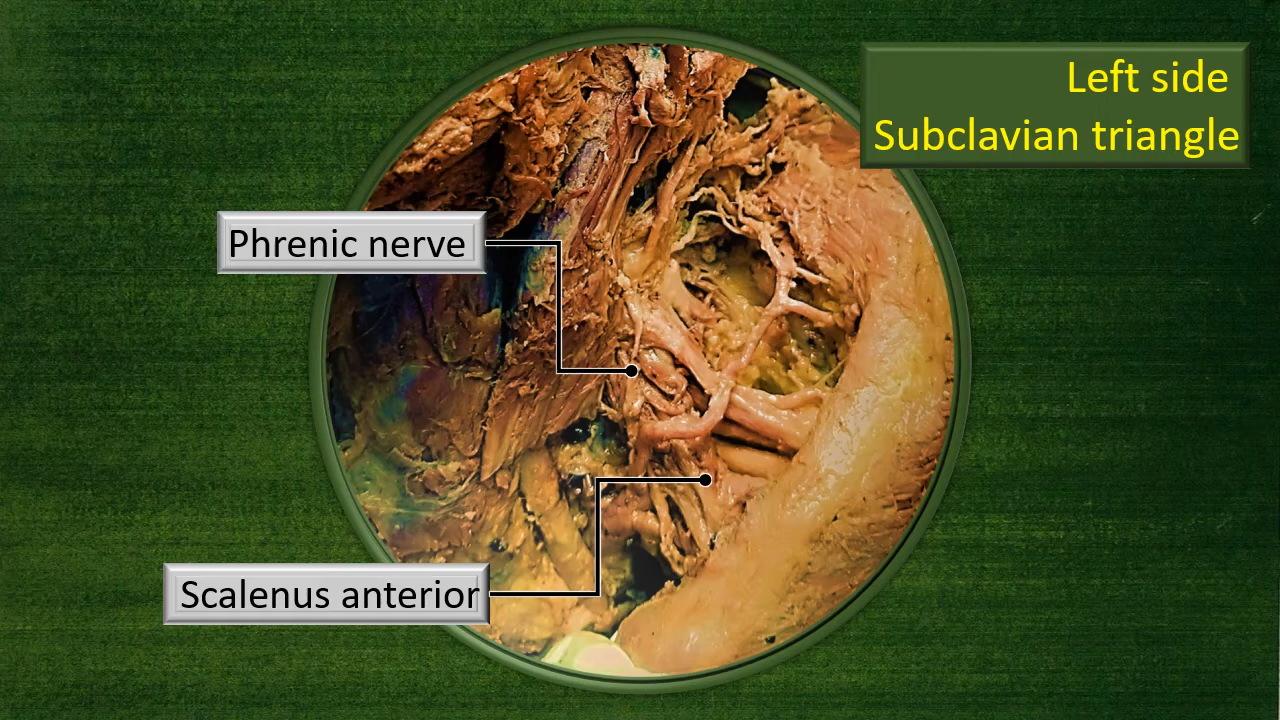 Left side
Subclavian triangle
Phrenic nerve
Scalenus anterior